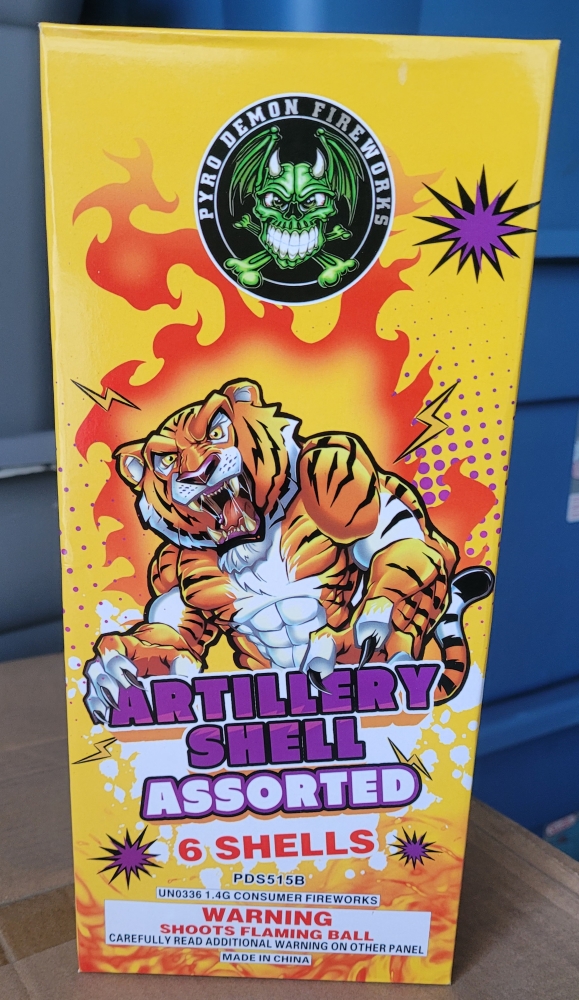 PYRO DEMON FIREWORKS
ARTILLERY
SHELL
ASSORTED
6 SHELLS
PDS515B
UN0336 1.4G CONSUMER FIREWORKS
WARNING
SHOOTS FLAMING BALL
CAREFULLY READ ADDITIONAL WARNING ON OTHER PANEL
MADE IN CHINA